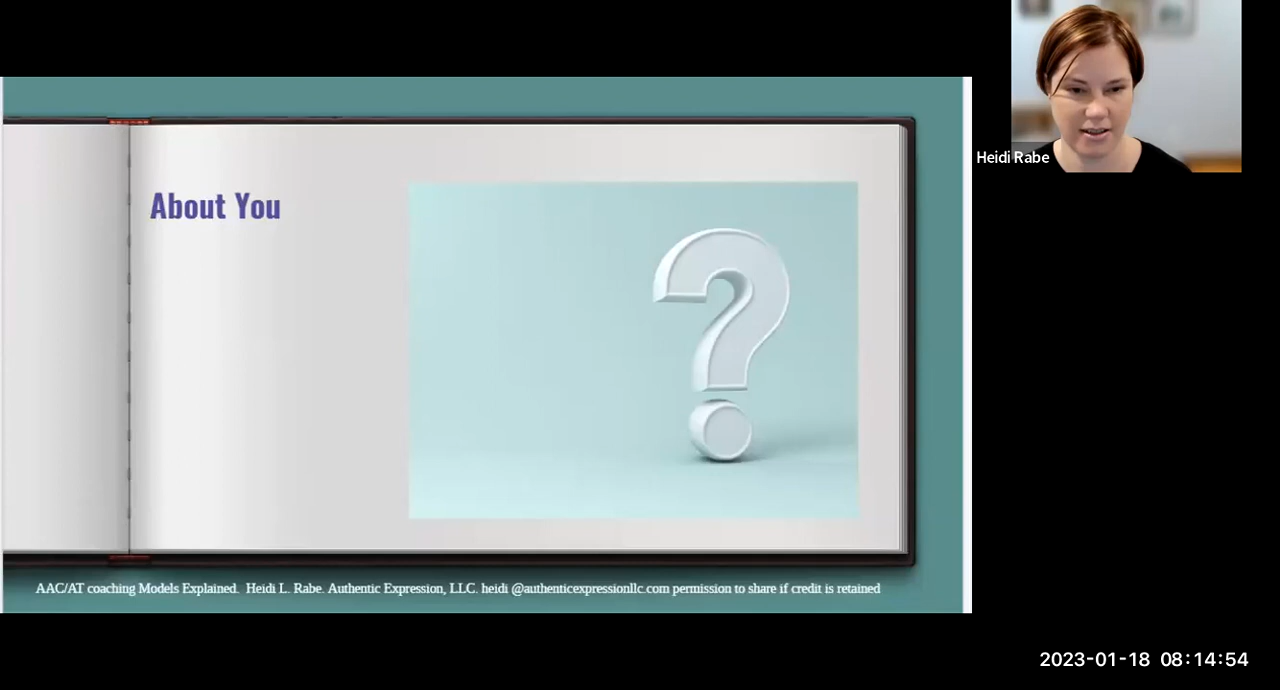 Heidi Rabe
About You
AAC/AT coaching Models Explained. Heidi L. Rabe. Authentic Expression, LLC. heidi @authenticexpressionllc.com permission to share if credit is retained
2023-01-18 08:14:54